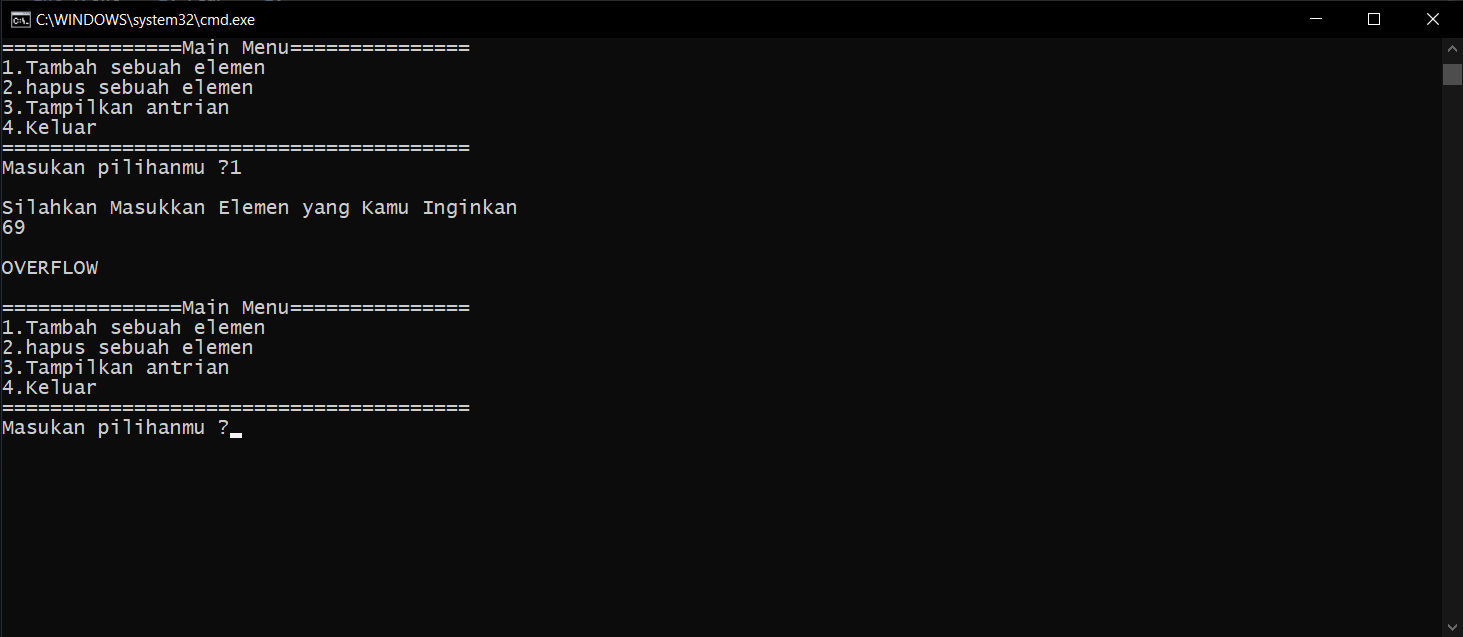 C:\WINDOWS\system32\cmd.exe
===============Main Menu===============
1.Tambah sebuah elemen
2.hapus sebuah elemen
3.Tampilkan antrian
4.Keluar
=======================================
Masukan pilihanmu ?1
Silahkan Masukkan Elemen yang Kamu Inginkan
69
OVERFLOW
===============Main Menu===============
1.Tambah sebuah elemen
2.hapus sebuah elemen
3.Tampilkan antrian
4.Keluar
=======================================
Masukan pilihanmu ?